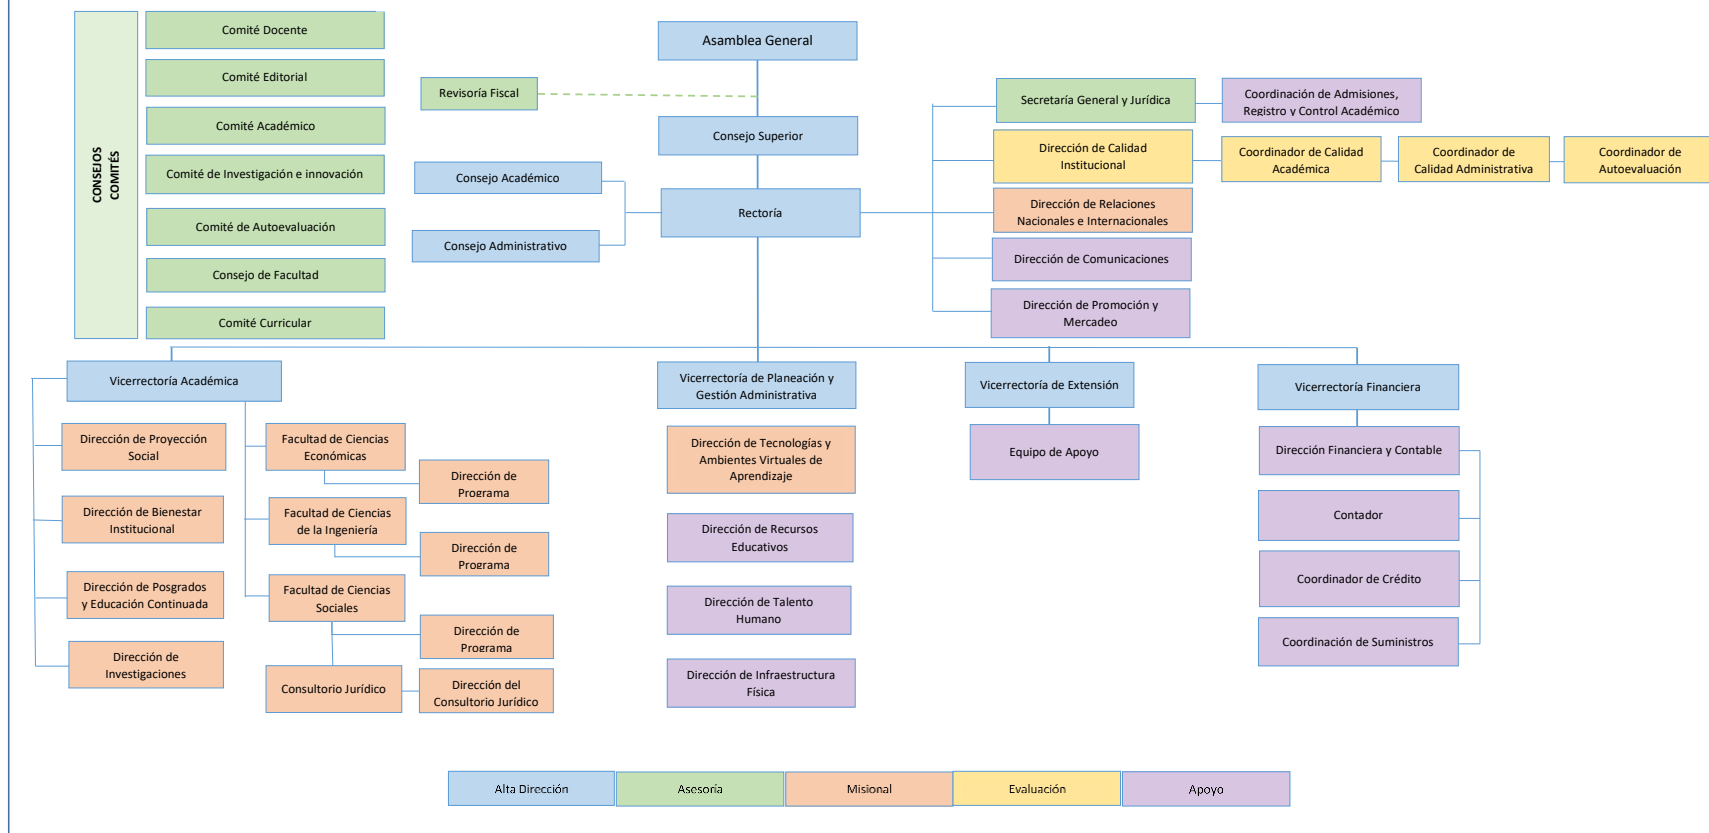 CONSEJOS
COMITÉS
Comité Docente
Comité Editorial
Comité Académico
Comité de Investigación e innovación
Comité de Autoevaluación
Consejo de Facultad
Comité Curricular
Asamblea General
Revisoría Fiscal
Consejo Superior
Consejo Académico
Consejo Administrativo
Rectoría
Secretaría General y Jurídica
Coordinación de Admisiones,
Registro y Control Académico
Dirección de Calidad
Institucional
Coordinador de Calidad
Académica
Coordinador de
Calidad Administrativa
Coordinador de
Autoevaluación
Dirección de Relaciones
Nacionales e Internacionales
Dirección de Comunicaciones
Dirección de Promoción y
Mercadeo
Vicerrectoría Académica
Dirección de Proyección
Social
Dirección de Bienestar
Institucional
Dirección de Posgrados
y Educación Continuada
Dirección de
Investigaciones
Facultad de Ciencias
Económicas
Dirección de
Programa
Facultad de Ciencias
de la Ingeniería
Dirección de
Programa
Facultad de Ciencias
Sociales
Dirección de
Programa
Consultorio Jurídico
Dirección del
Consultorio Jurídico
Vicerrectoría de Planeación y
Gestión Administrativa
Dirección de Tecnologías y
Ambientes Virtuales de
Aprendizaje
Dirección de Recursos
Educativos
Dirección de Talento
Humano
Dirección de Infraestructura
Física
Vicerrectoría de Extensión
Equipo de Apoyo
Vicerrectoría Financiera
Dirección Financiera y Contable
Contador
Coordinador de Crédito
Coordinación de Suministros
Alta Dirección
Asesoría
Misional
Evaluación
Apoyo